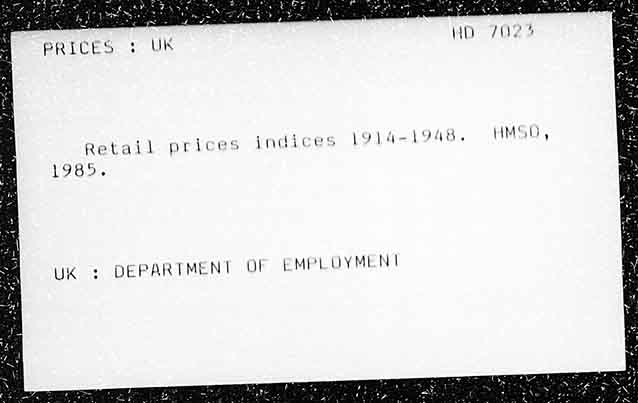 PRICES : UK HD 7023
Retail prices indices 1914-1948. HMSO,
1985.
UK : DEPARTMENT OF EMPLOYMENT